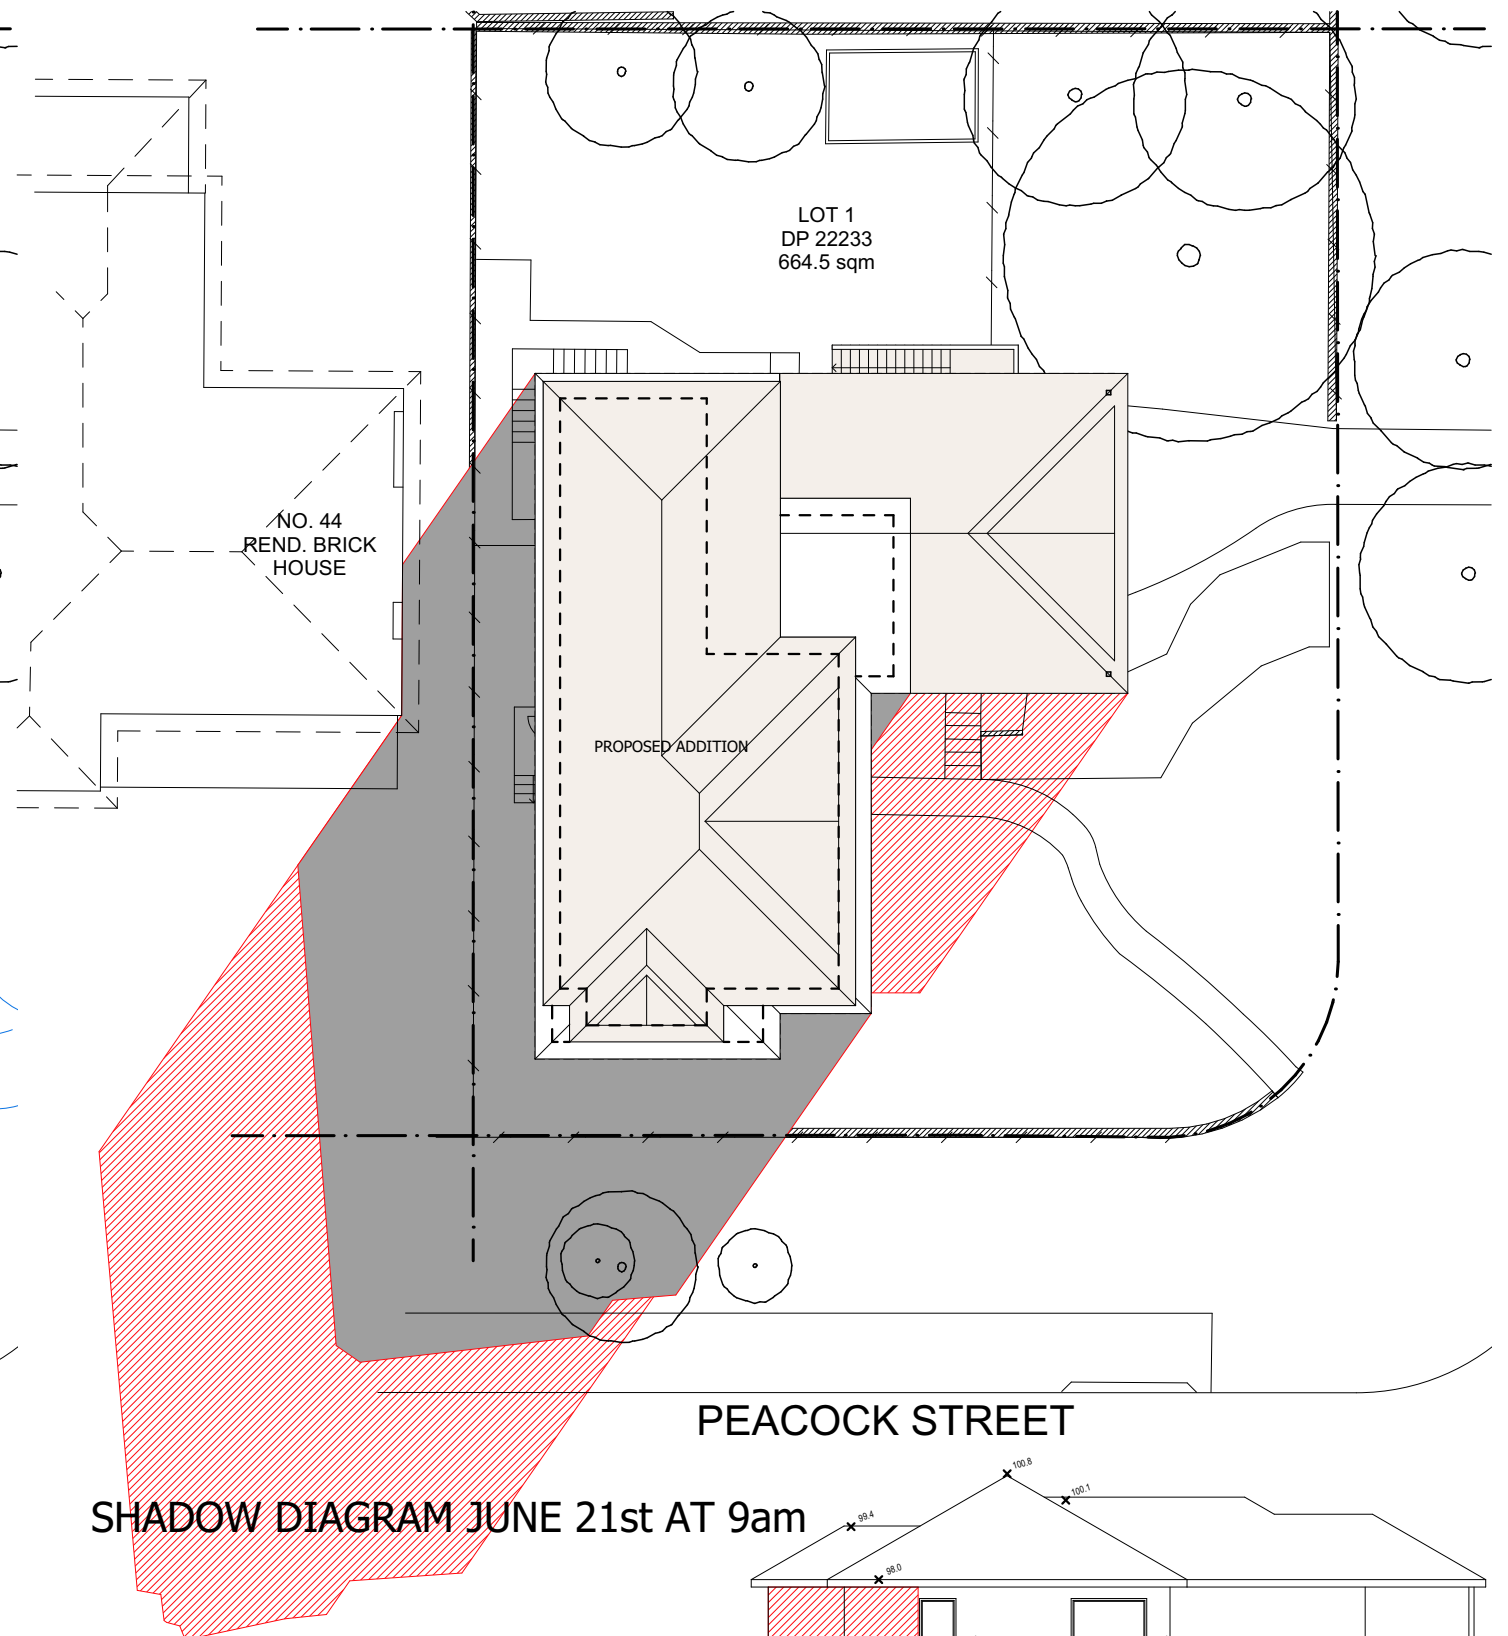 LOT 1
DP 22233
664.5 sqm
NO. 44
REND. BRICK
HOUSE
PROPOSED ADDITION
PEACOCK STREET
SHADOW DIAGRAM JUNE 21st AT 9am
100.8
100.1
99.4
98.0